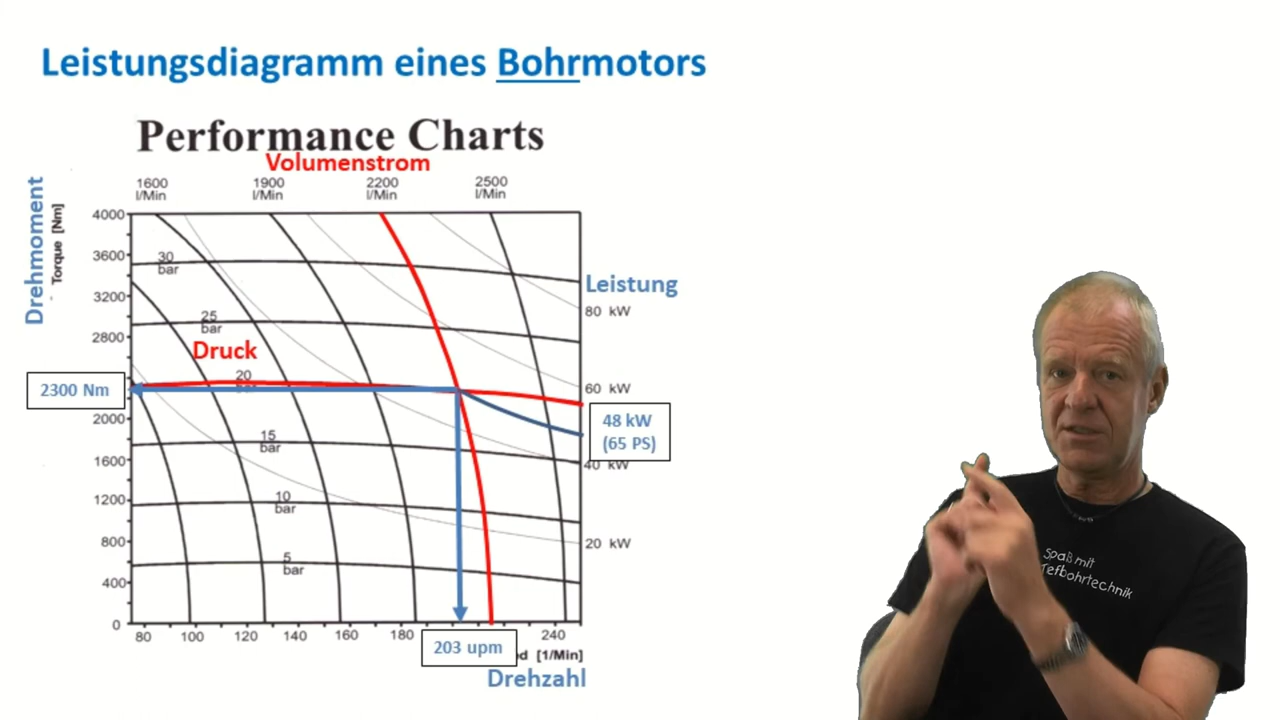 Leistungsdiagramm eines Bohrmotors
Performance Charts
Volumenstrom
1600 l/Min
1900 l/Min
2200 l/Min
2500 l/Min
Drehmoment
Torque [Nm]
4000
3600
3200
2800
2000
1600
1200
800
400
0
30 bar
25 bar
Druck
20
15 bar
10 bar
5 bar
Leistung
80 kW
60 kW
40 kW
20 kW
2300 Nm
48 kW
(65 PS)
80 100 120 140 160 180 240
203 upm
[1/Min]
Drehzahl
Spaß mit
Tiefbohrtechnik